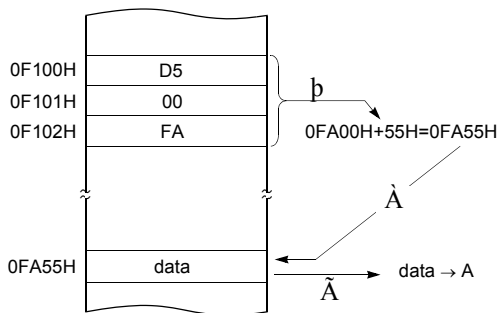 0F100H D5
0F101H 00
0F102H FA
þ
0FA00H+55H=0FA55H
À
0FA55H data
Ã
data → A